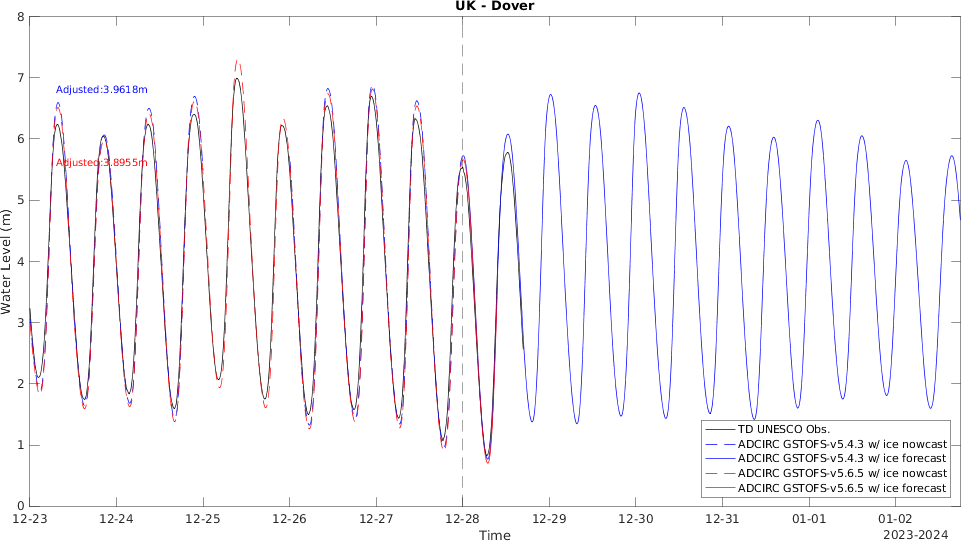 UK - Dover
8
7
6
5
4
3
2
1
0
Water Level (m)
Adjusted:3.9618m
Adjusted:3.8955m
TD UNESCO Obs.
ADCIRC GSTOFS-v5.4.3 w/ ice nowcast
ADCIRC GSTOFS-v5.4.3 w/ ice forecast
ADCIRC GSTOFS-v5.6.5 w/ ice nowcast
ADCIRC GSTOFS-v5.6.5 w/ ice forecast
12-23 12-24 12-25 12-26 12-27 12-28 12-29 12-30 12-31 01-01 01-02
Time
2023-2024